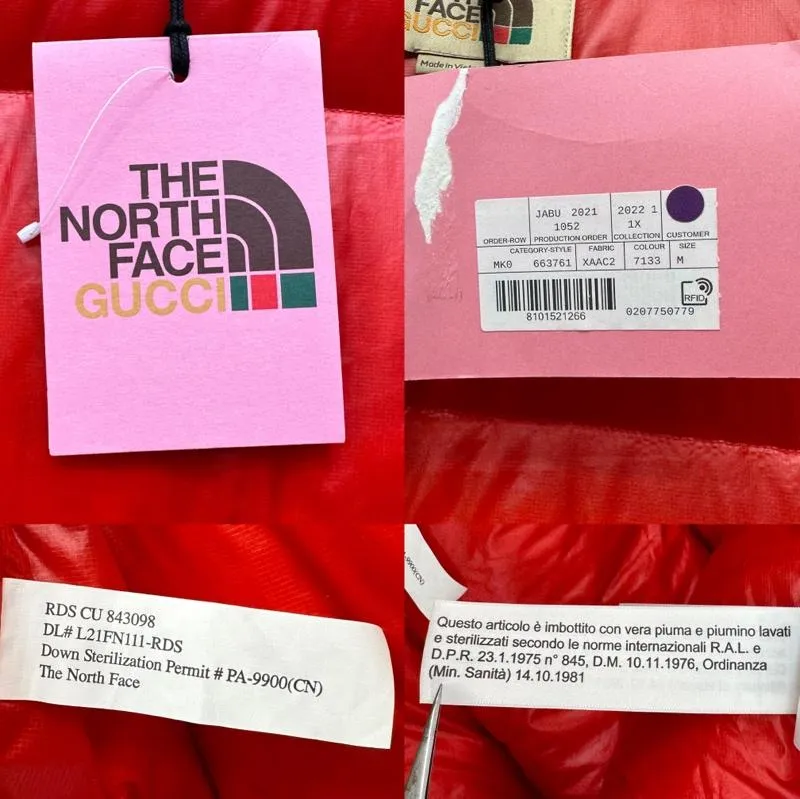 THE
NORTH
FACE
GUCCI
NORTH
FACE
GUCCI
Made in
JABU 2021
2022 1
1052
1X
ORDER-ROW
PRODUCTION ORDER
COLLECTION
CUSTOMER
CATEGORY-STYLE
FABRIC
COLOUR
SIZE
MK0
663761
XAAC2
7133
M
8101521266
0207750779
RFID
RDS CU 843098
DL# L21FN111-RDS
Down Sterilization Permit # PA-9900(CN)
The North Face
-9900(CN)
Questo articolo è imbottito con vera piuma e piumino lavati
e sterilizzati secondo le norme internazionali R.A.L. e
D.P.R. 23.1.1975 n° 845, D.M. 10.11.1976, Ordinanza
(Min. Sanità) 14.10.1981